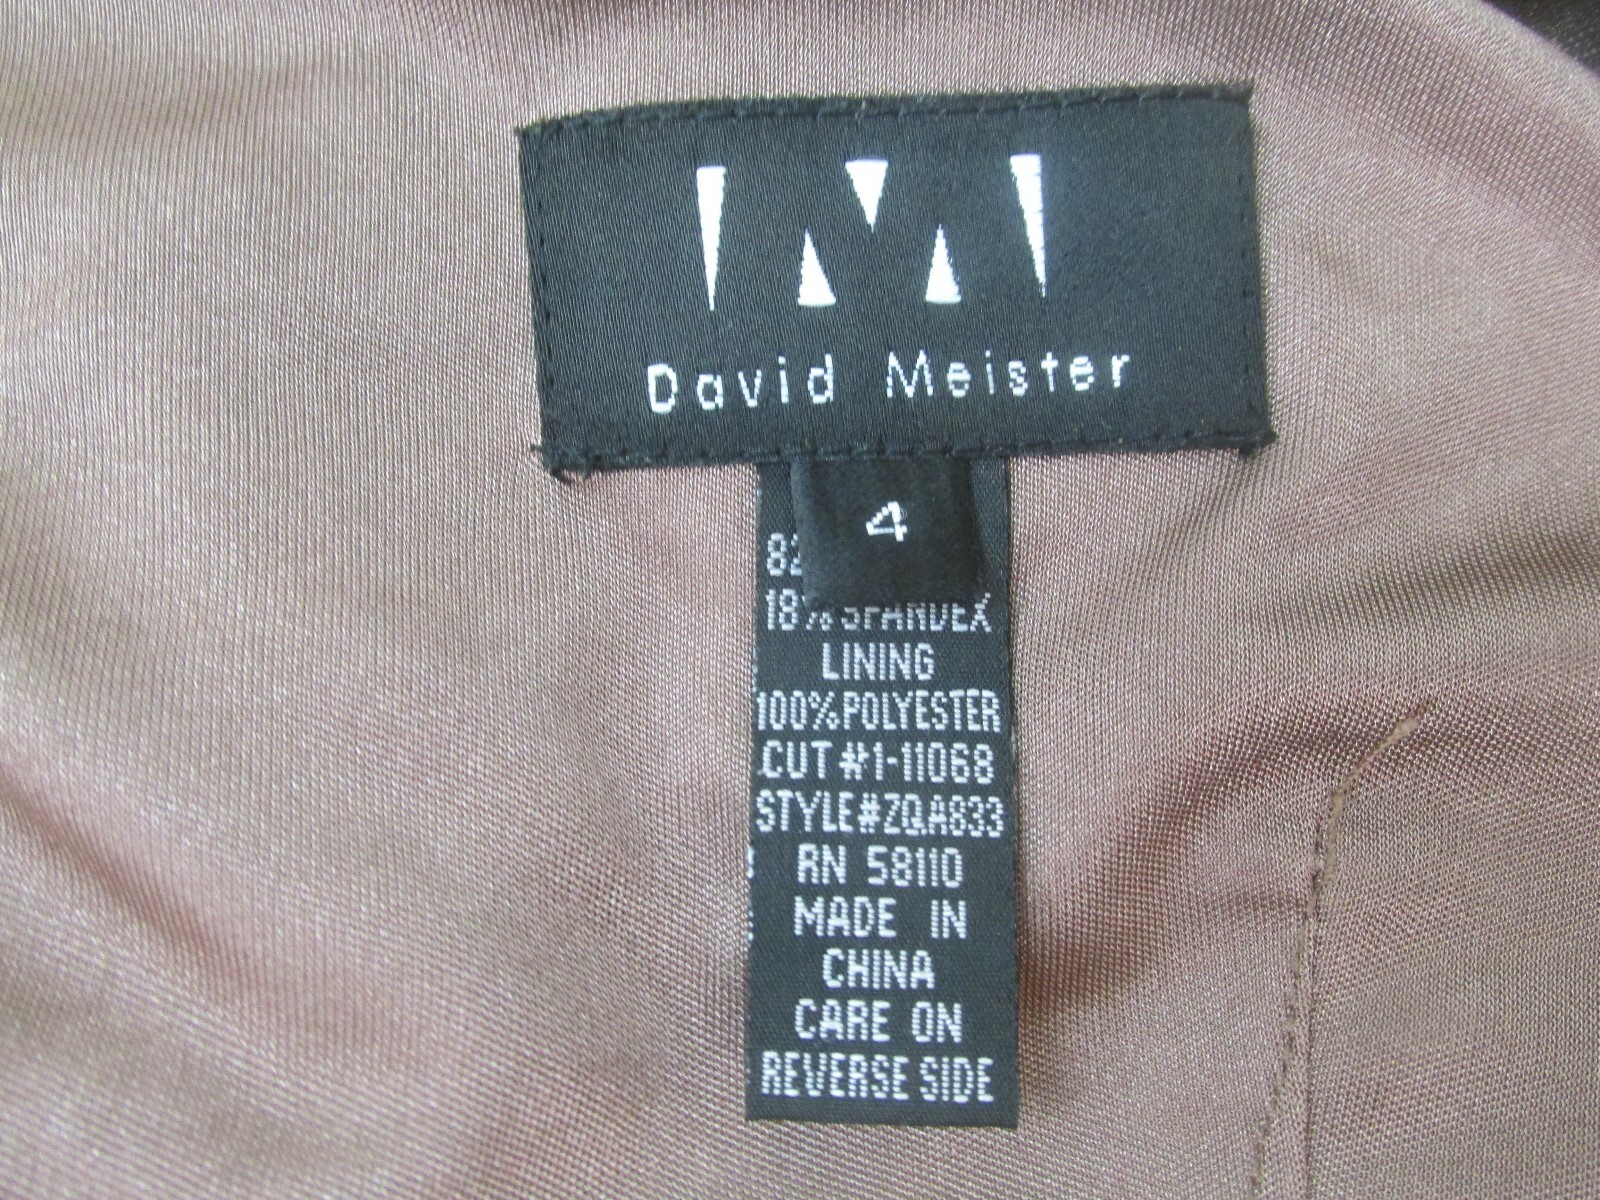 David Meister
4
82
18% SPANDEX
LINING
100% POLYESTER
CUT #1-11068
STYLE#ZQA833
RN 58110
MADE IN
CHINA
CARE ON
REVERSE SIDE